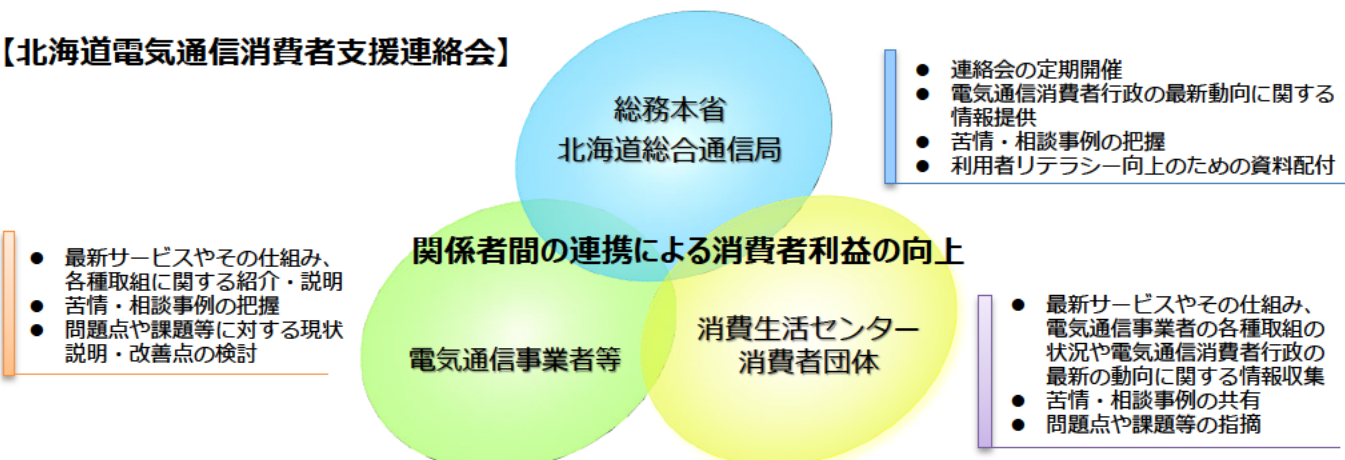 【北海道電気通信消費者支援連絡会】
総務本省
北海道総合通信局
● 連絡会の定期開催
● 電気通信消費者行政の最新動向に関する
情報提供
● 苦情・相談事例の把握
● 利用者リテラシー向上のための資料配付
関係者間の連携による消費者利益の向上
● 最新サービスやその仕組み、
各種取組に関する紹介・説明
● 苦情・相談事例の把握
● 問題点や課題等に対する現状
説明・改善点の検討
電気通信事業者等
消費生活センター
消費者団体
● 最新サービスやその仕組み、
電気通信事業者の各種取組の
状況や電気通信消費者行政の
最新の動向に関する情報収集
● 苦情・相談事例の共有
● 問題点や課題等の指摘